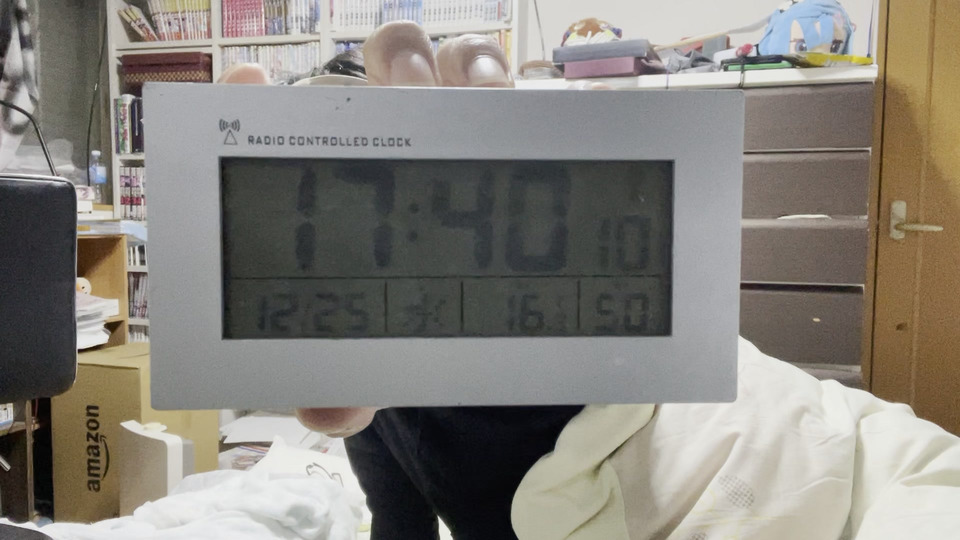 RADIO CONTROLLED CLOCK
17:40 10
12/25 水 16 50
amazon